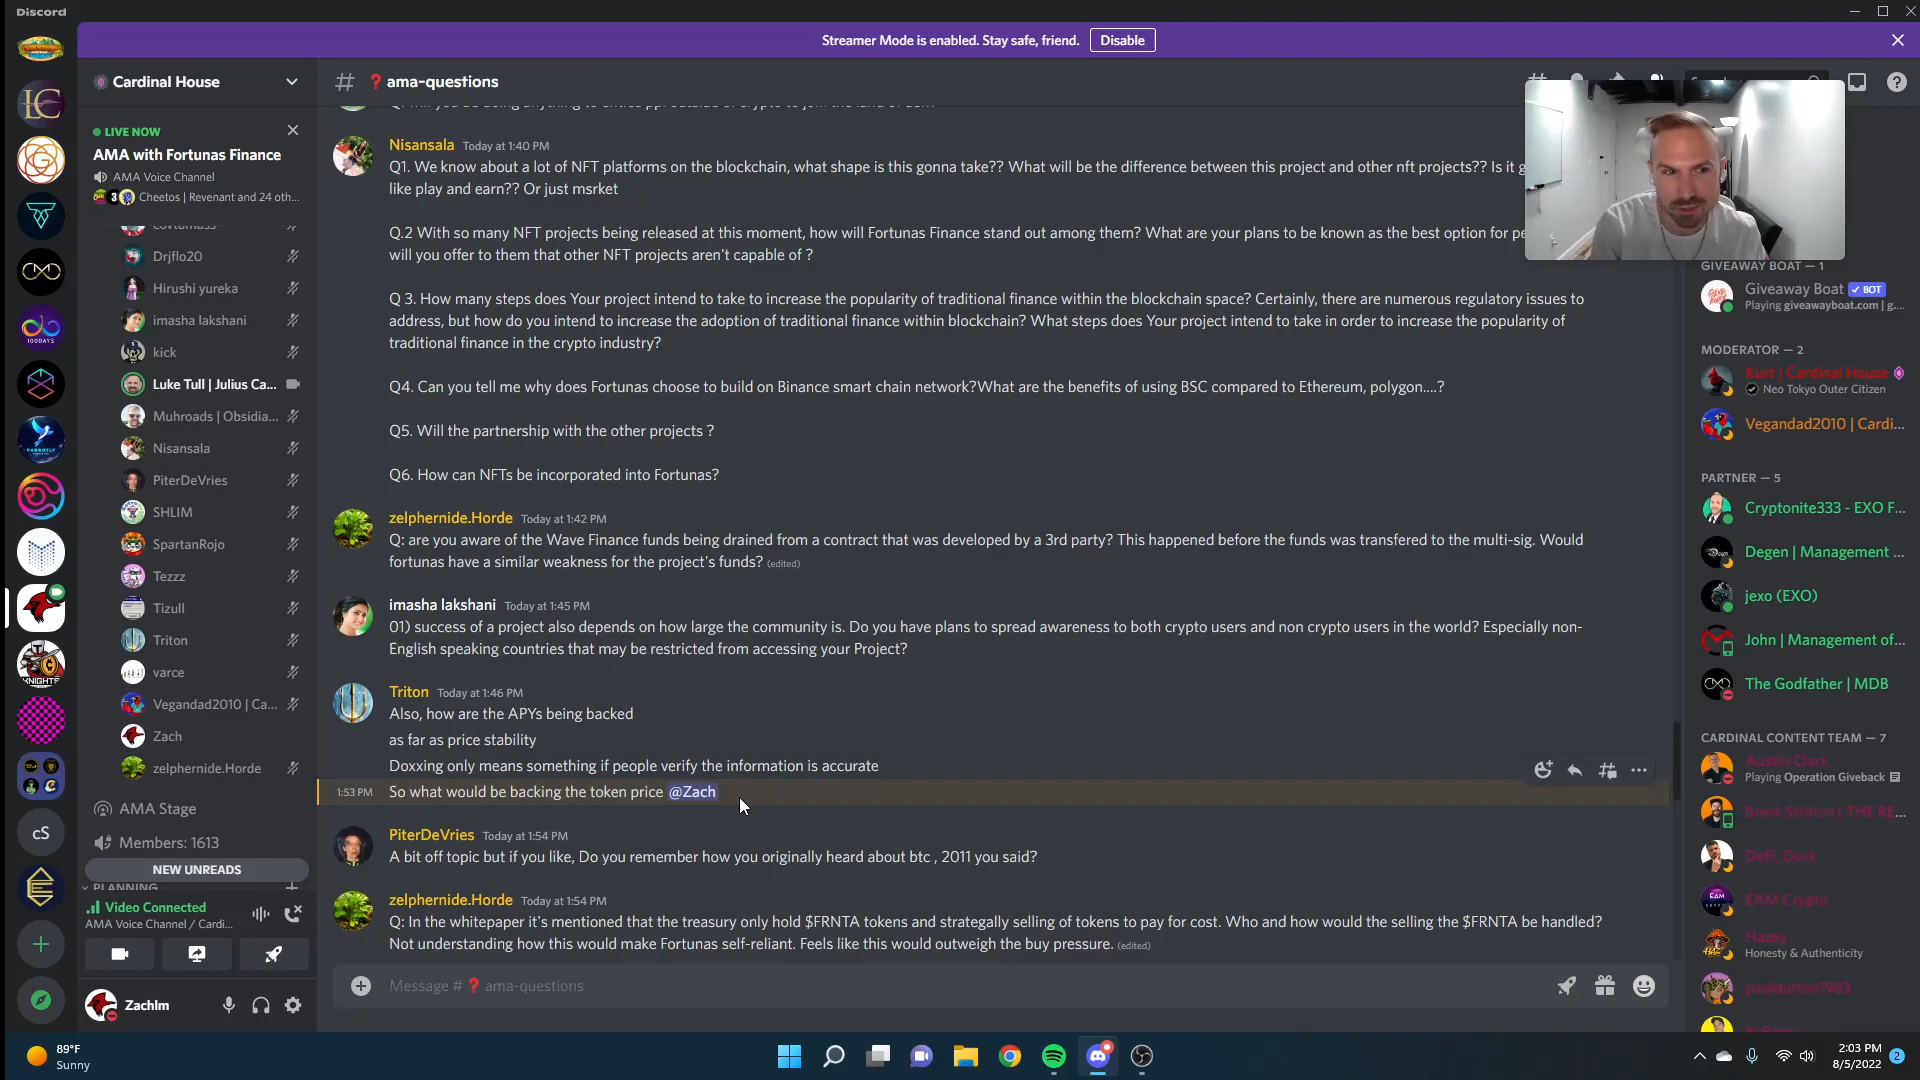 Discord
Streamer Mode is enabled. Stay safe, friend.
Disable
Cardinal House
# ❓ ama-questions
LIVE NOW
AMA with Fortunas Finance
AMA Voice Channel
Cheetos | Revenant and 24 oth...
Drjflo20
Hirushi yureka
imasha lakshani
kick
Luke Tull | Julius Ca...
Muhroads | Obsidia...
Nisansala
PiterDeVries
SHLIM
SpartanRojo
Tezzz
Tizull
Triton
varce
Vegandad2010 | Ca...
Zach
zelphernide.Horde
AMA Stage
Members: 1613
NEW UNREADS
PLANNING
Video Connected
AMA Voice Channel / Cardi...
Zachlm
LC
KNIGHTS
cS
Nisansala Today at 1:40 PM
Q1. We know about a lot of NFT platforms on the blockchain, what shape is this gonna take?? What will be the difference between this project and other nft projects?? Is it g
like play and earn?? Or just msrket
Q.2 With so many NFT projects being released at this moment, how will Fortunas Finance stand out among them? What are your plans to be known as the best option for pe
will you offer to them that other NFT projects aren't capable of ?
Q 3. How many steps does Your project intend to take to increase the popularity of traditional finance within the blockchain space? Certainly, there are numerous regulatory issues to
address, but how do you intend to increase the adoption of traditional finance within blockchain? What steps does Your project intend to take in order to increase the popularity of
traditional finance in the crypto industry?
Q4. Can you tell me why does Fortunas choose to build on Binance smart chain network?What are the benefits of using BSC compared to Ethereum, polygon....?
Q5. Will the partnership with the other projects ?
Q6. How can NFTs be incorporated into Fortunas?
zelphernide.Horde Today at 1:42 PM
Q: are you aware of the Wave Finance funds being drained from a contract that was developed by a 3rd party? This happened before the funds was transfered to the multi-sig. Would
fortunas have a similar weakness for the project's funds? (edited)
imasha lakshani Today at 1:45 PM
01) success of a project also depends on how large the community is. Do you have plans to spread awareness to both crypto users and non crypto users in the world? Especially non-
English speaking countries that may be restricted from accessing your Project?
Triton Today at 1:46 PM
Also, how are the APYs being backed
as far as price stability
Doxxing only means something if people verify the information is accurate
1:53 PM So what would be backing the token price @Zach
PiterDeVries Today at 1:54 PM
A bit off topic but if you like, Do you remember how you originally heard about btc , 2011 you said?
zelphernide.Horde Today at 1:54 PM
Q: In the whitepaper it's mentioned that the treasury only hold $FRNTA tokens and strategally selling of tokens to pay for cost. Who and how would the selling the $FRNTA be handled?
Not understanding how this would make Fortunas self-reliant. Feels like this would outweigh the buy pressure. (edited)
Message # ❓ ama-questions
GIVEAWAY BOAT — 1
Giveaway Boat BOT
Playing giveawayboat.com | g...
MODERATOR — 2
Kurt | Cardinal House
Neo Tokyo Outer Citizen
Vegandad2010 | Cardi...
PARTNER — 5
Cryptonite333 - EXO F...
Degen | Management ...
jexo (EXO)
John | Management of...
The Godfather | MDB
CARDINAL CONTENT TEAM — 7
Austin Clark
Playing Operation Giveback
Brent Strition | THE RE...
DeFi_Dork
EAM Crypto
Hazey
Honesty & Authenticity
pauldutton1983
89°F
Sunny
2:03 PM
8/5/2022
2